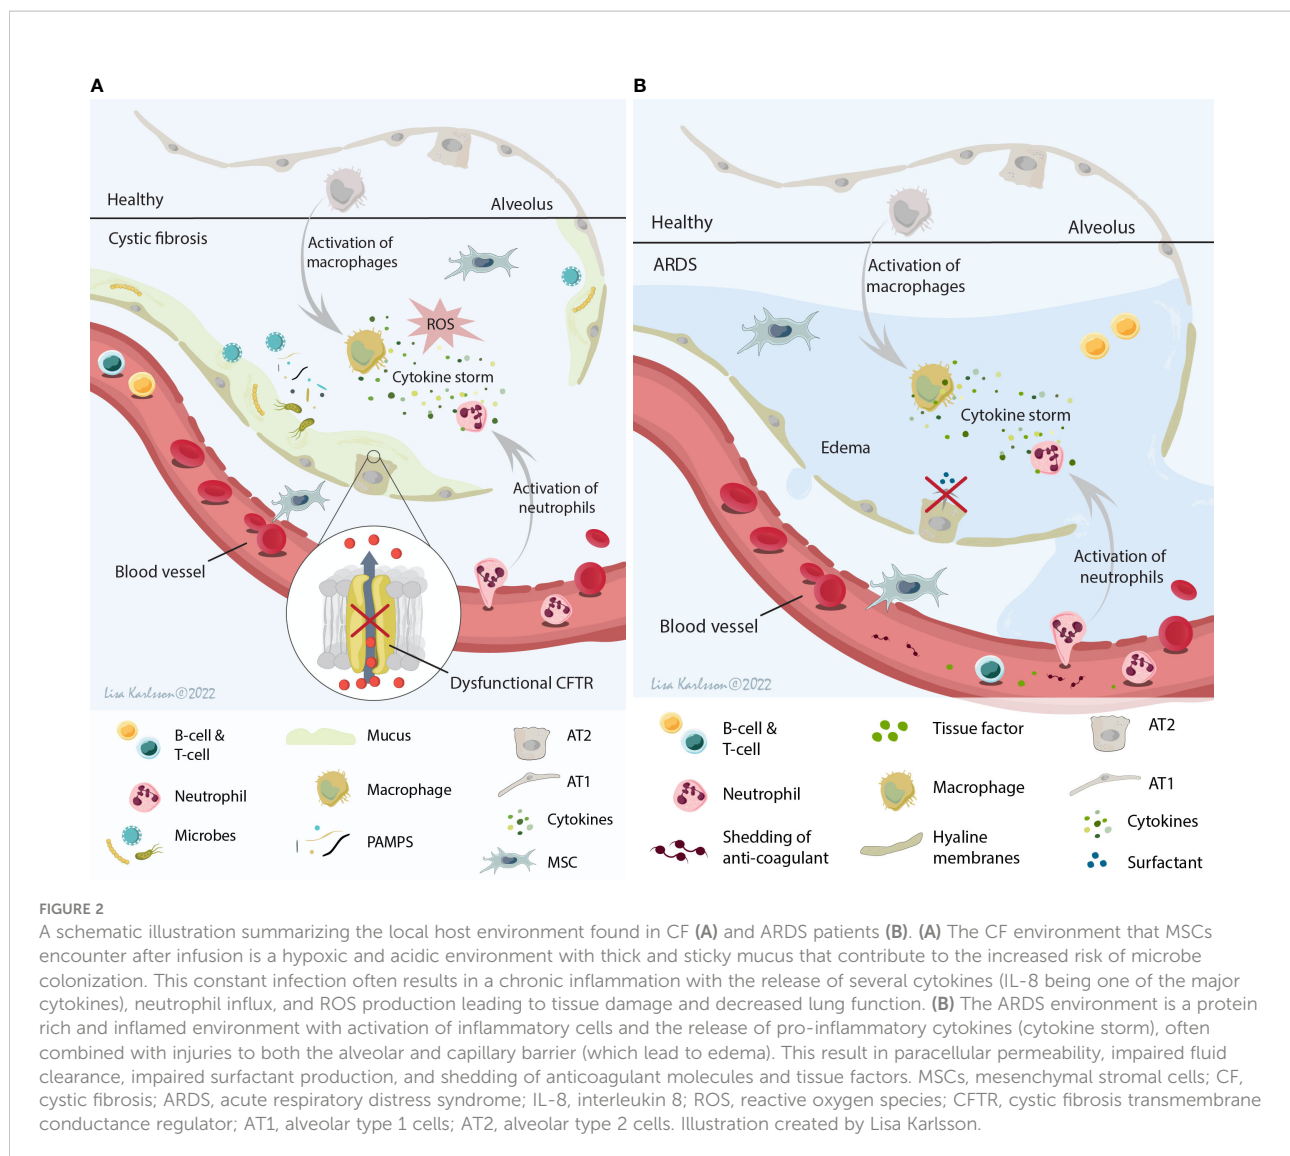 A
Healthy
Alveolus
Cystic fibrosis
Activation of
macrophages
ROS
Cytokine storm
Activation of
neutrophils
Blood vessel
Dysfunctional CFTR
Lisa Karlsson©2022
B-cell &
T-cell
Neutrophil
Microbes
Mucus
Macrophage
PAMPS
AT2
AT1
Cytokines
MSC
B
Healthy
Alveolus
ARDS
Activation of
macrophages
Cytokine storm
Edema
Activation of
neutrophils
Blood vessel
Lisa Karlsson©2022
B-cell &
T-cell
Neutrophil
Shedding of
anti-coagulant
Tissue factor
Macrophage
Hyaline
membranes
AT2
AT1
Cytokines
Surfactant
FIGURE 2
A schematic illustration summarizing the local host environment found in CF (A) and ARDS patients (B). (A) The CF environment that MSCs
encounter after infusion is a hypoxic and acidic environment with thick and sticky mucus that contribute to the increased risk of microbe
colonization. This constant infection often results in a chronic inflammation with the release of several cytokines (IL-8 being one of the major
cytokines), neutrophil influx, and ROS production leading to tissue damage and decreased lung function. (B) The ARDS environment is a protein
rich and inflamed environment with activation of inflammatory cells and the release of pro-inflammatory cytokines (cytokine storm), often
combined with injuries to both the alveolar and capillary barrier (which lead to edema). This result in paracellular permeability, impaired fluid
clearance, impaired surfactant production, and shedding of anticoagulant molecules and tissue factors. MSCs, mesenchymal stromal cells; CF,
cystic fibrosis; ARDS, acute respiratory distress syndrome; IL-8, interleukin 8; ROS, reactive oxygen species; CFTR, cystic fibrosis transmembrane
conductance regulator; AT1, alveolar type 1 cells; AT2, alveolar type 2 cells. Illustration created by Lisa Karlsson.